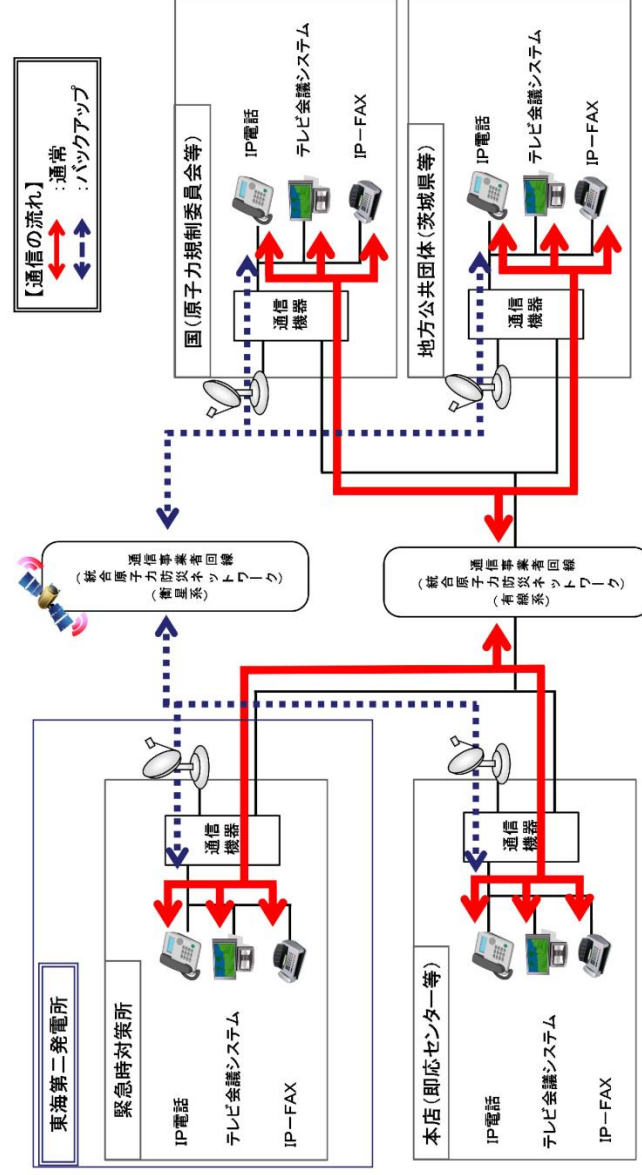 【通信の流れ】
:通常
:バックアップ
東海第二発電所
緊急時対策所
IP電話
テレビ会議システム
IP-FAX
通信
機器
本店(即応センター等)
IP電話
テレビ会議システム
IP-FAX
通信
機器
通信事業者回線
(統合原子力防災ネットワーク)
(衛星系)
通信事業者回線
(統合原子力防災ネットワーク)
(有線系)
国(原子力規制委員会等)
通信
機器
IP電話
テレビ会議システム
IP-FAX
地方公共団体(茨城県等)
通信
機器
IP電話
テレビ会議システム
IP-FAX